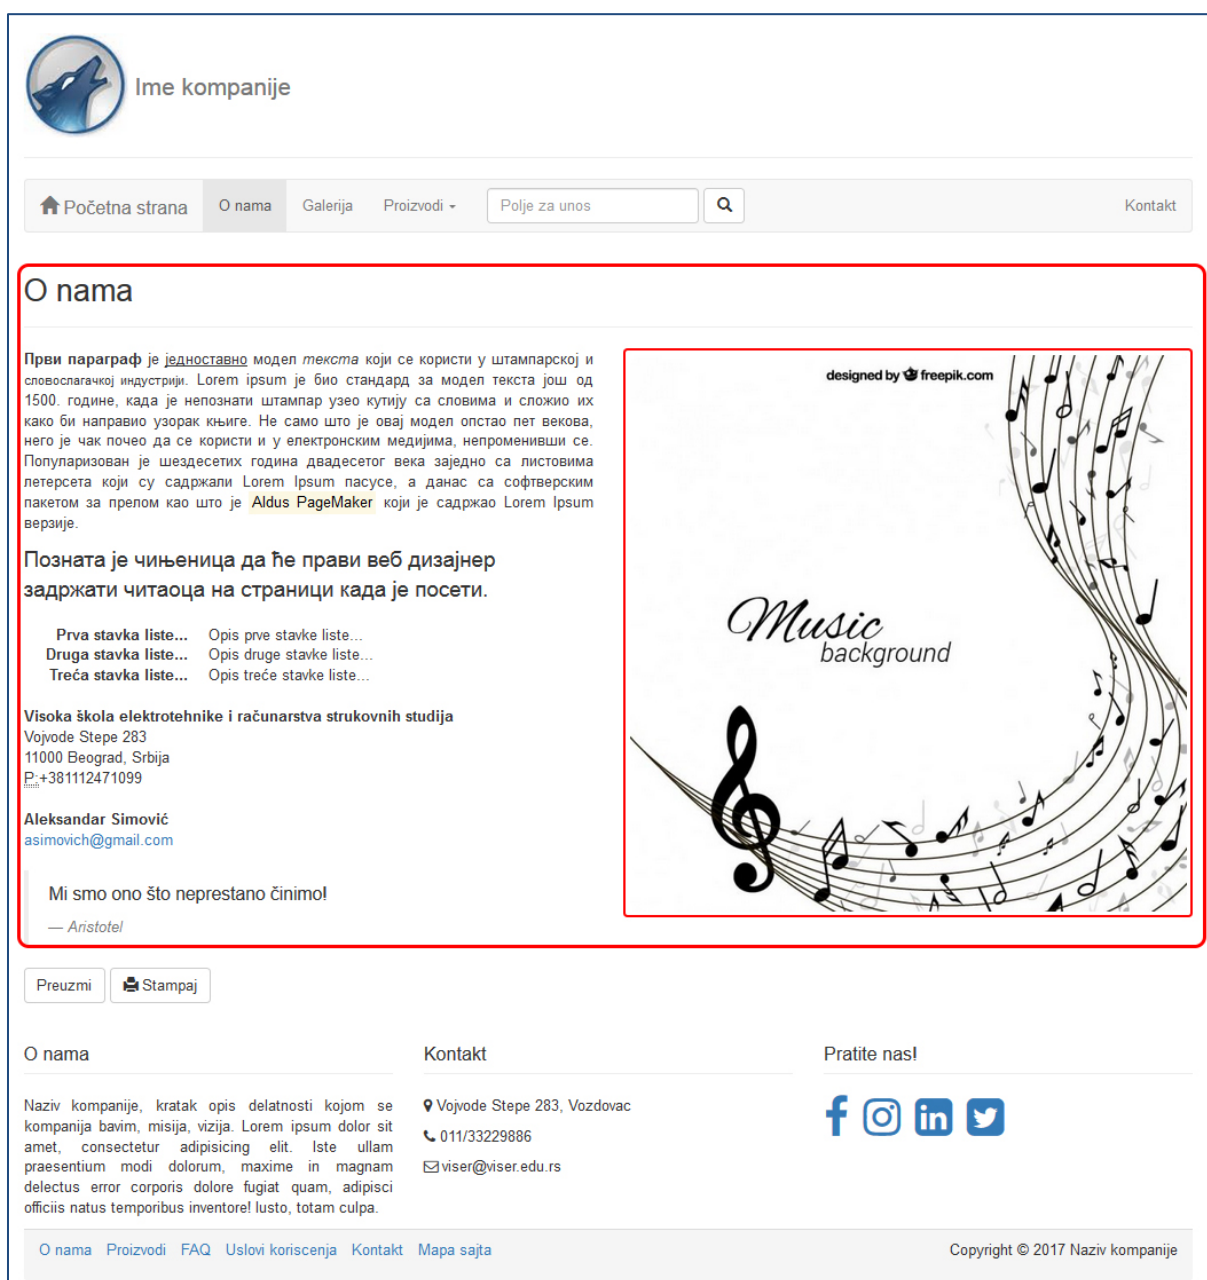 Ime kompanije
Početna strana O nama Galerija Proizvodi Polje za unos Kontakt
O nama
Први параграф је једноставно модел текста који се користи у штампарској и
словослагачкој индустрији. Lorem ipsum је био стандард за модел текста још од
1500. године, када је непознати штампар узео кутију са словима и сложио их
како би направио узорак књиге. Не само што је овај модел опстао пет векова,
него је чак почео да се користи и у електронским медијима, непроменивши се.
Популаризован је шездесетих година двадесетог века заједно са листовима
летерсета који су садржали Lorem Ipsum пасусе, а данас са софтверским
пакетом за прелом као што је Aldus PageMaker који је садржао Lorem Ipsum
верзије.
Позната је чињеница да ће прави веб дизајнер
задржати читаоца на страници када је посети.
Prva stavka liste... Opis prve stavke liste...
Druga stavka liste... Opis druge stavke liste...
Treća stavka liste... Opis treće stavke liste...
Visoka škola elektrotehnike i računarstva strukovnih studija
Vojvode Stepe 283
11000 Beograd, Srbija
P:+381112471099
Aleksandar Simović
asimovich@gmail.com
Mi smo ono što neprestano činimo!
— Aristotel
designed by freepik.com
Music
background
Preuzmi Stampaj
O nama
Naziv kompanije, kratak opis delatnosti kojom se
kompanija bavim, misija, vizija. Lorem ipsum dolor sit
amet, consectetur adipisicing elit. Iste ullam
praesentium modi dolorum, maxime in magnam
delectus error corporis dolore fugiat quam, adipisci
officiis natus temporibus inventore! Iusto, totam culpa.
Kontakt
Vojvode Stepe 283, Vozdovac
011/33229886
viser@viser.edu.rs
Pratite nas!
O nama Proizvodi FAQ Uslovi koriscenja Kontakt Mapa sajta Copyright © 2017 Naziv kompanije